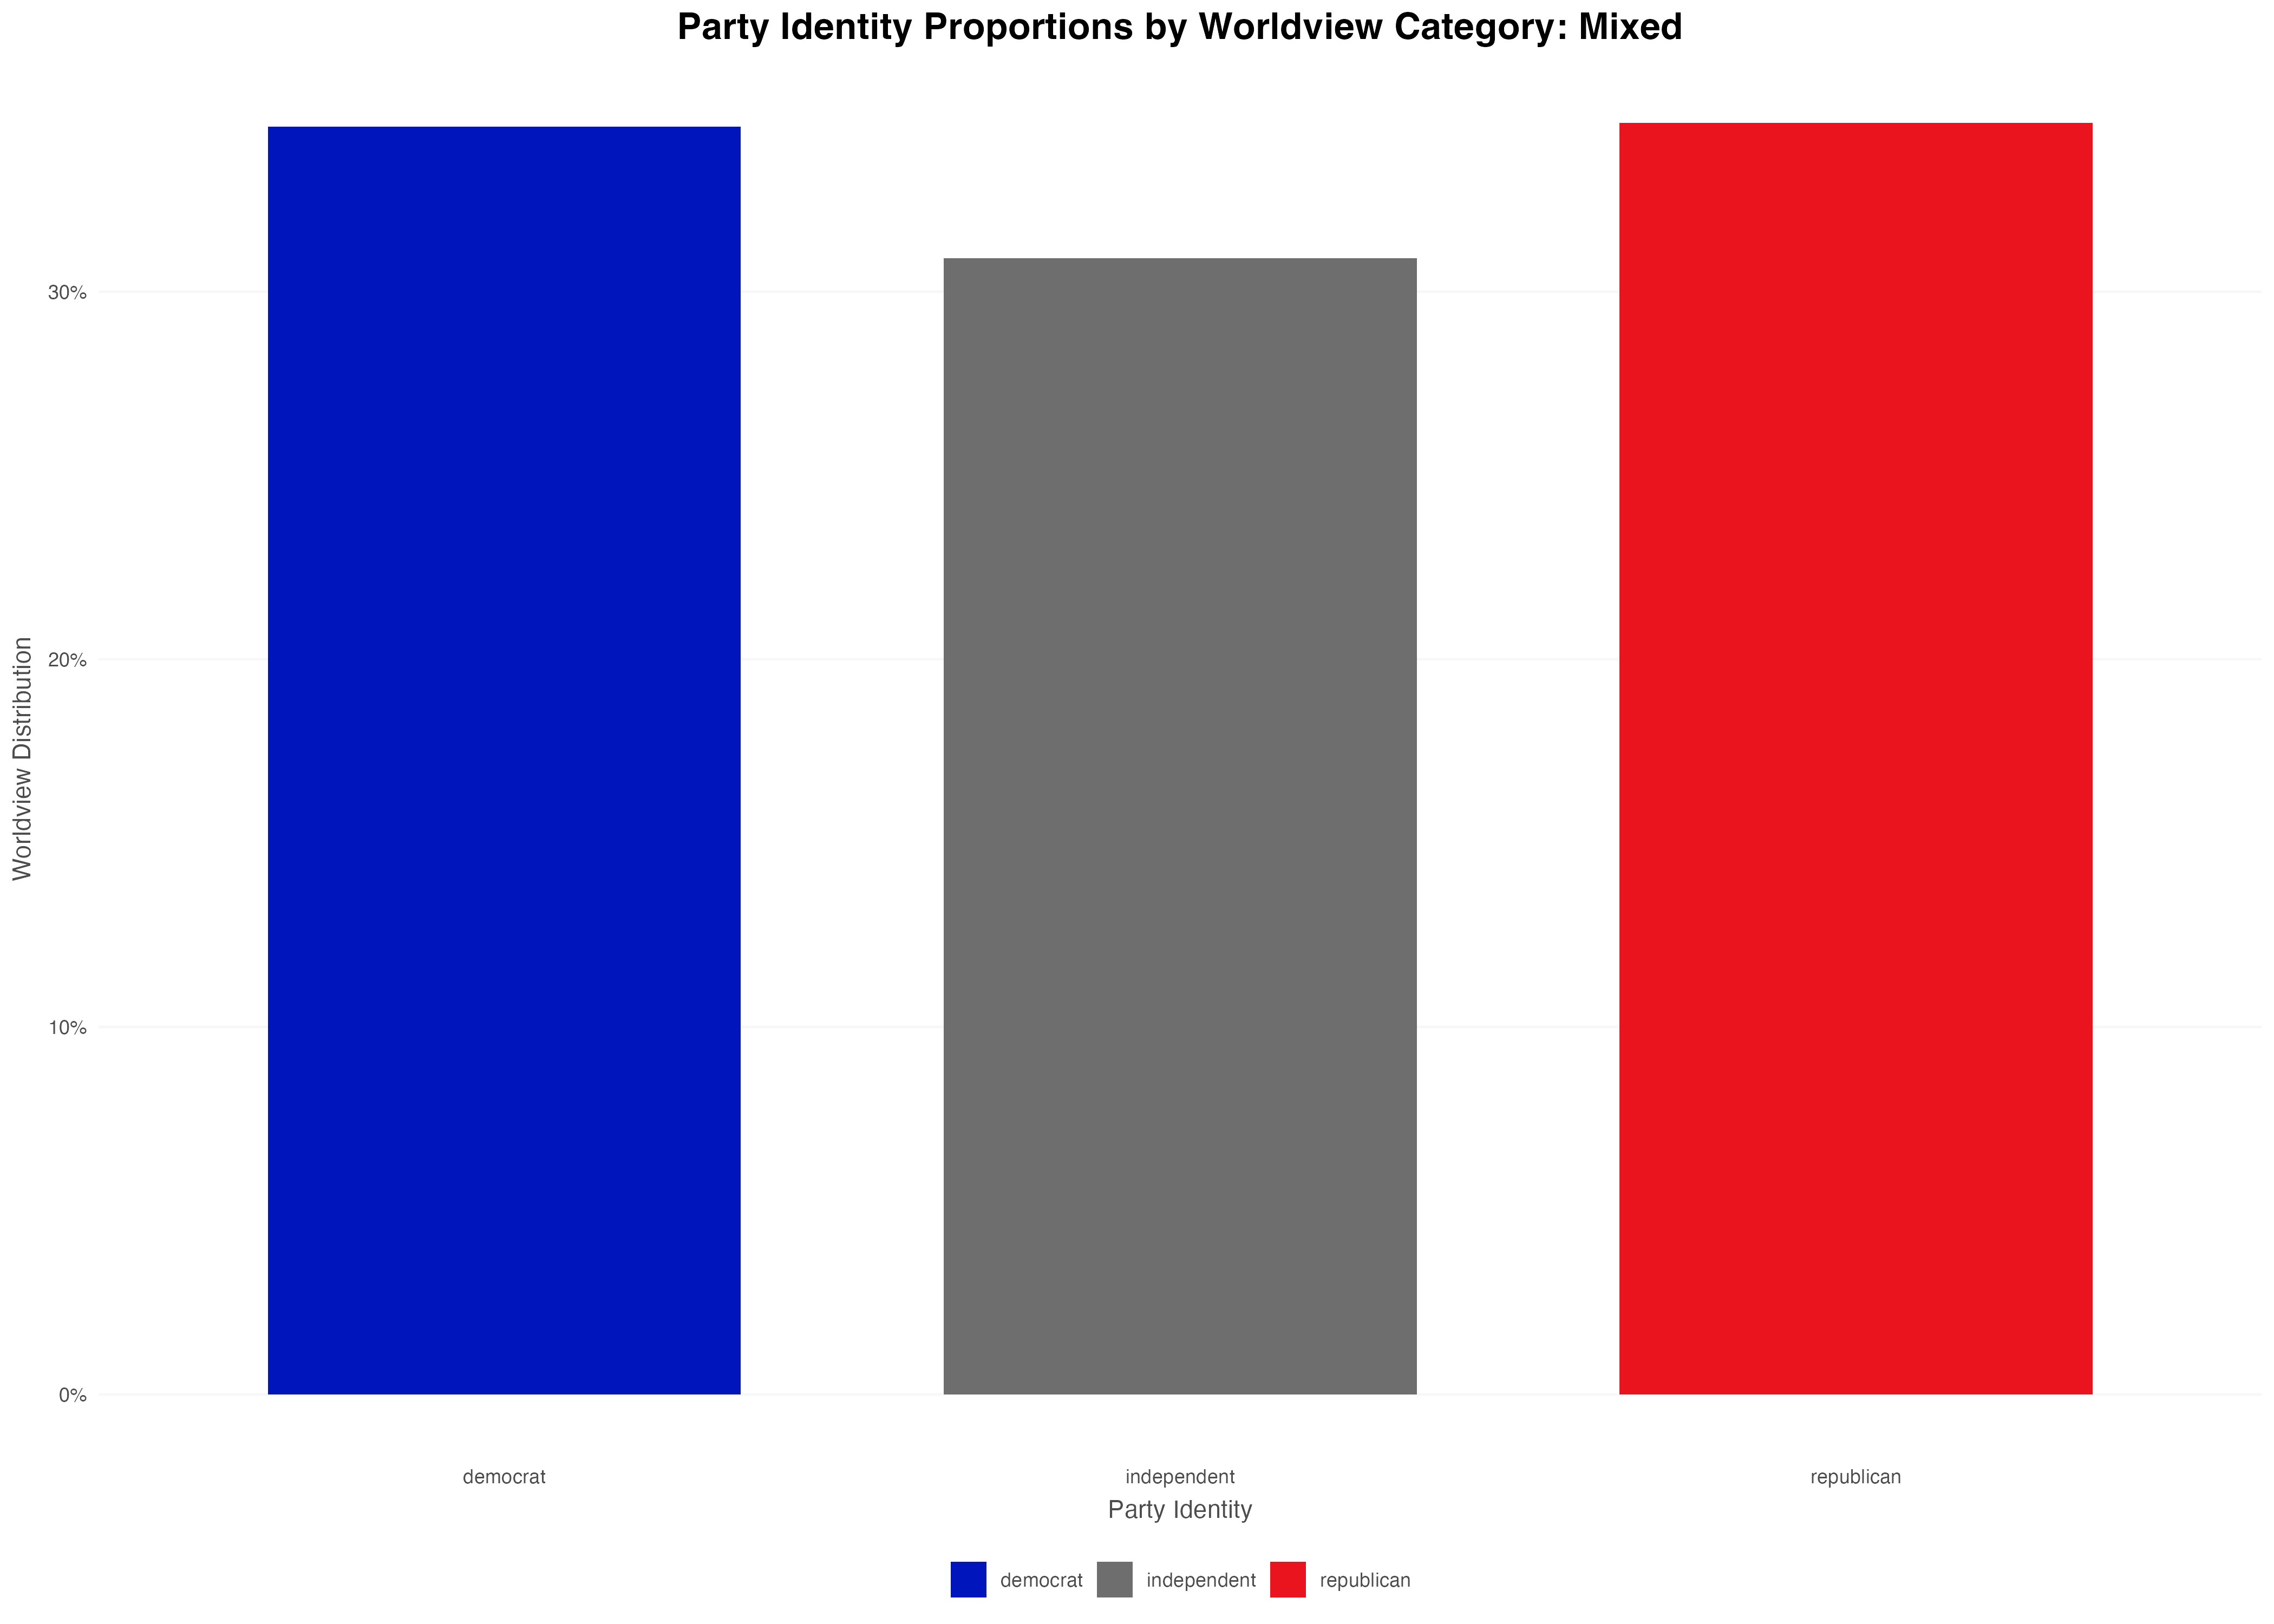 Party Identity Proportions by Worldview Category: Mixed
Worldview Distribution
30%
20%
10%
0%
democrat independent republican
Party Identity
democrat independent republican